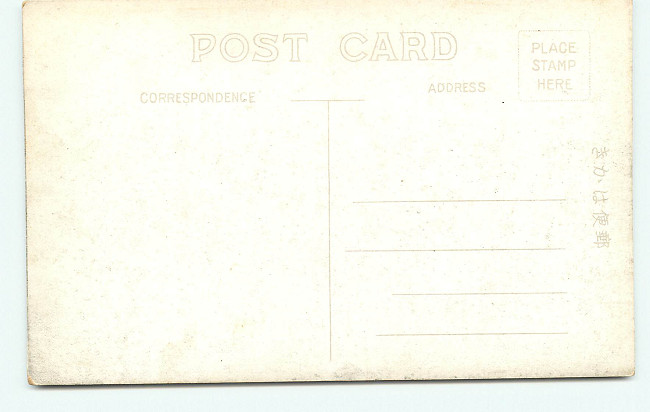 POST CARD
PLACE
STAMP
HERE
CORRESPONDENCE
ADDRESS
郵便はかき